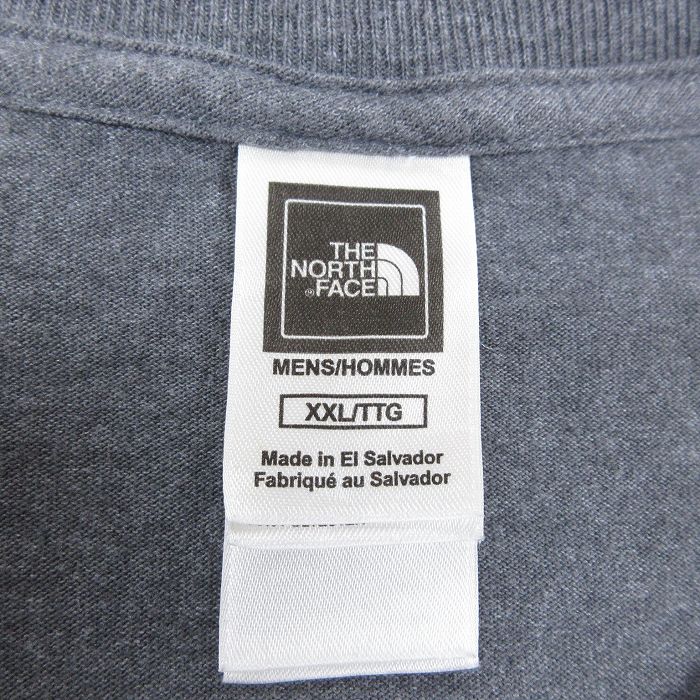 THE
NORTH
®FACE
MENS/HOMMES
XXL/TTG
Made in El Salvador
Fabriqué au Salvador